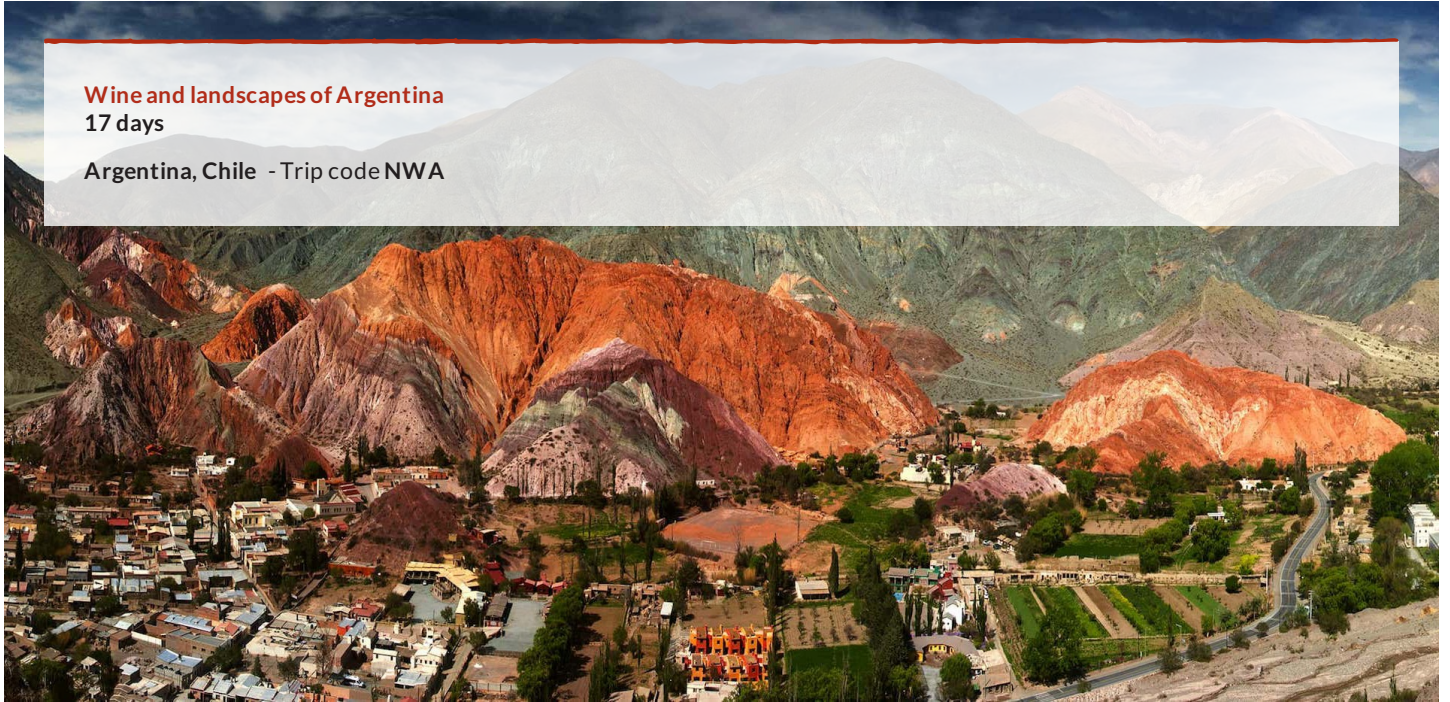 Wine and landscapes of Argentina
17 days
Argentina, Chile - Trip code NWA